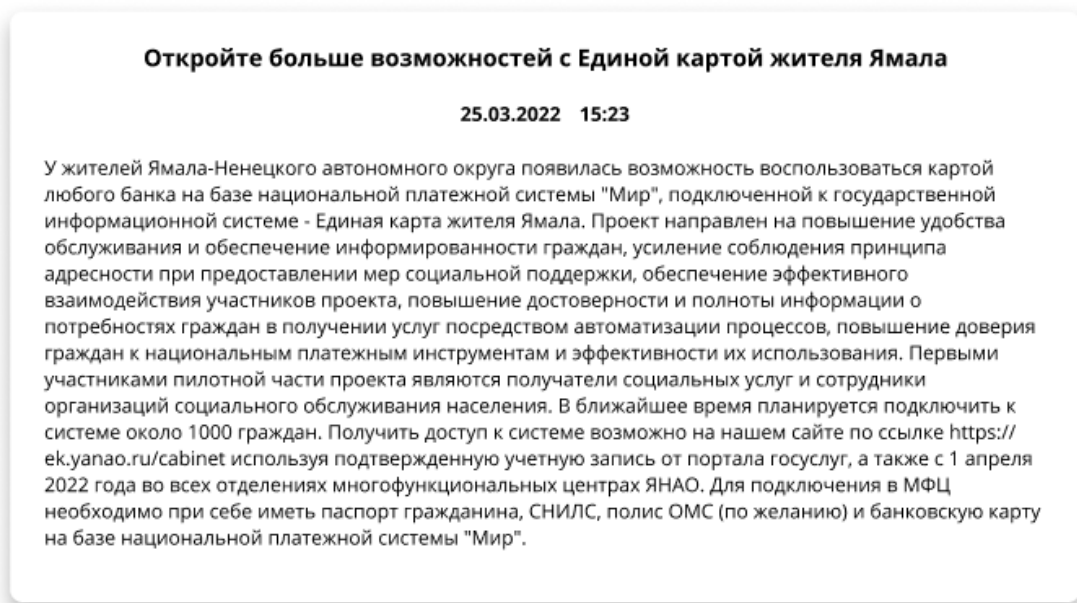 Откройте больше возможностей с Единой картой жителя Ямала
25.03.2022 15:23
У жителей Ямала-Ненецкого автономного округа появилась возможность воспользоваться картой
любого банка на базе национальной платежной системы "Мир", подключенной к государственной
информационной системе - Единая карта жителя Ямала. Проект направлен на повышение удобства
обслуживания и обеспечение информированности граждан, усиление соблюдения принципа
адресности при предоставлении мер социальной поддержки, обеспечение эффективного
взаимодействия участников проекта, повышение достоверности и полноты информации о
потребностях граждан в получении услуг посредством автоматизации процессов, повышение доверия
граждан к национальным платежным инструментам и эффективности их использования. Первыми
участниками пилотной части проекта являются получатели социальных услуг и сотрудники
организаций социального обслуживания населения. В ближайшее время планируется подключить к
системе около 1000 граждан. Получить доступ к системе возможно на нашем сайте по ссылке https://
ek.yanao.ru/cabinet используя подтвержденную учетную запись от портала госуслуг, а также с 1 апреля
2022 года во всех отделениях многофункциональных центрах ЯНАО. Для подключения в МФЦ
необходимо при себе иметь паспорт гражданина, СНИЛС, полис ОМС (по желанию) и банковскую карту
на базе национальной платежной системы "Мир".